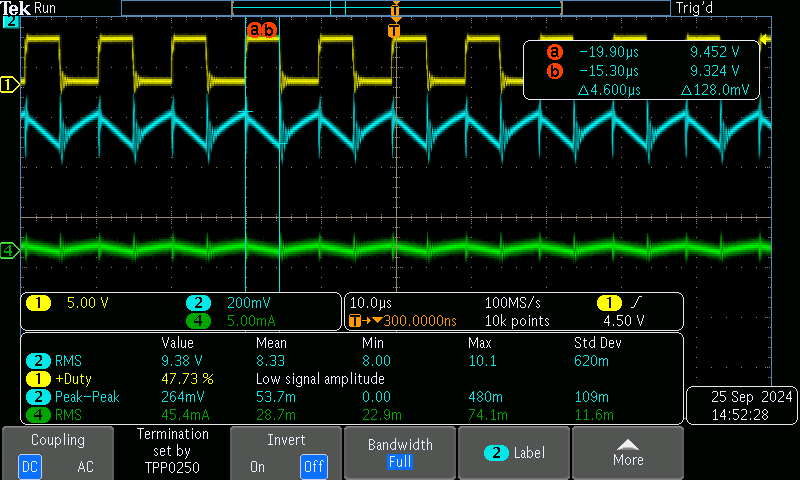 Tek Run Trig'd
2
T
a b T
a −19.90µs 9.452 V
b −15.30µs 9.324 V
△4.600µs △128.0mV
1
4
1 5.00 V 2 200mV
4 5.00mA
10.0µs 100MS/s 1
T→▼300.0000ns 10k points 4.50 V
Value Mean Min Max Std Dev
2 RMS 9.38 V 8.33 8.00 10.1 620m
1 +Duty 47.73 % Low signal amplitude
2 Peak−Peak 264mV 53.7m 0.00 480m 109m
4 RMS 45.4mA 28.7m 22.9m 74.1m 11.6m
25 Sep 2024
14:52:28
Coupling
DC AC
Termination
set by
TPP0250
Invert
On Off
Bandwidth
Full
2 Label
More